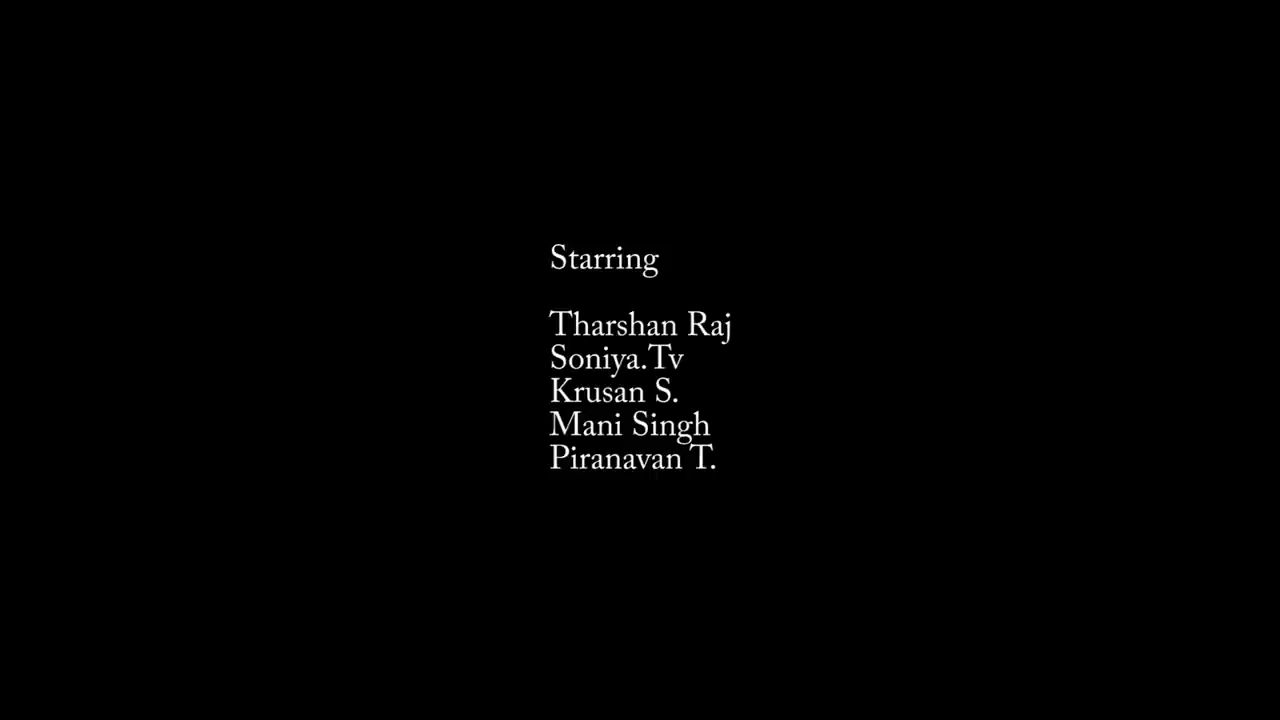 Starring
Tharshan Raj
Soniya.Tv
Krusan S.
Mani Singh
Piranavan T.